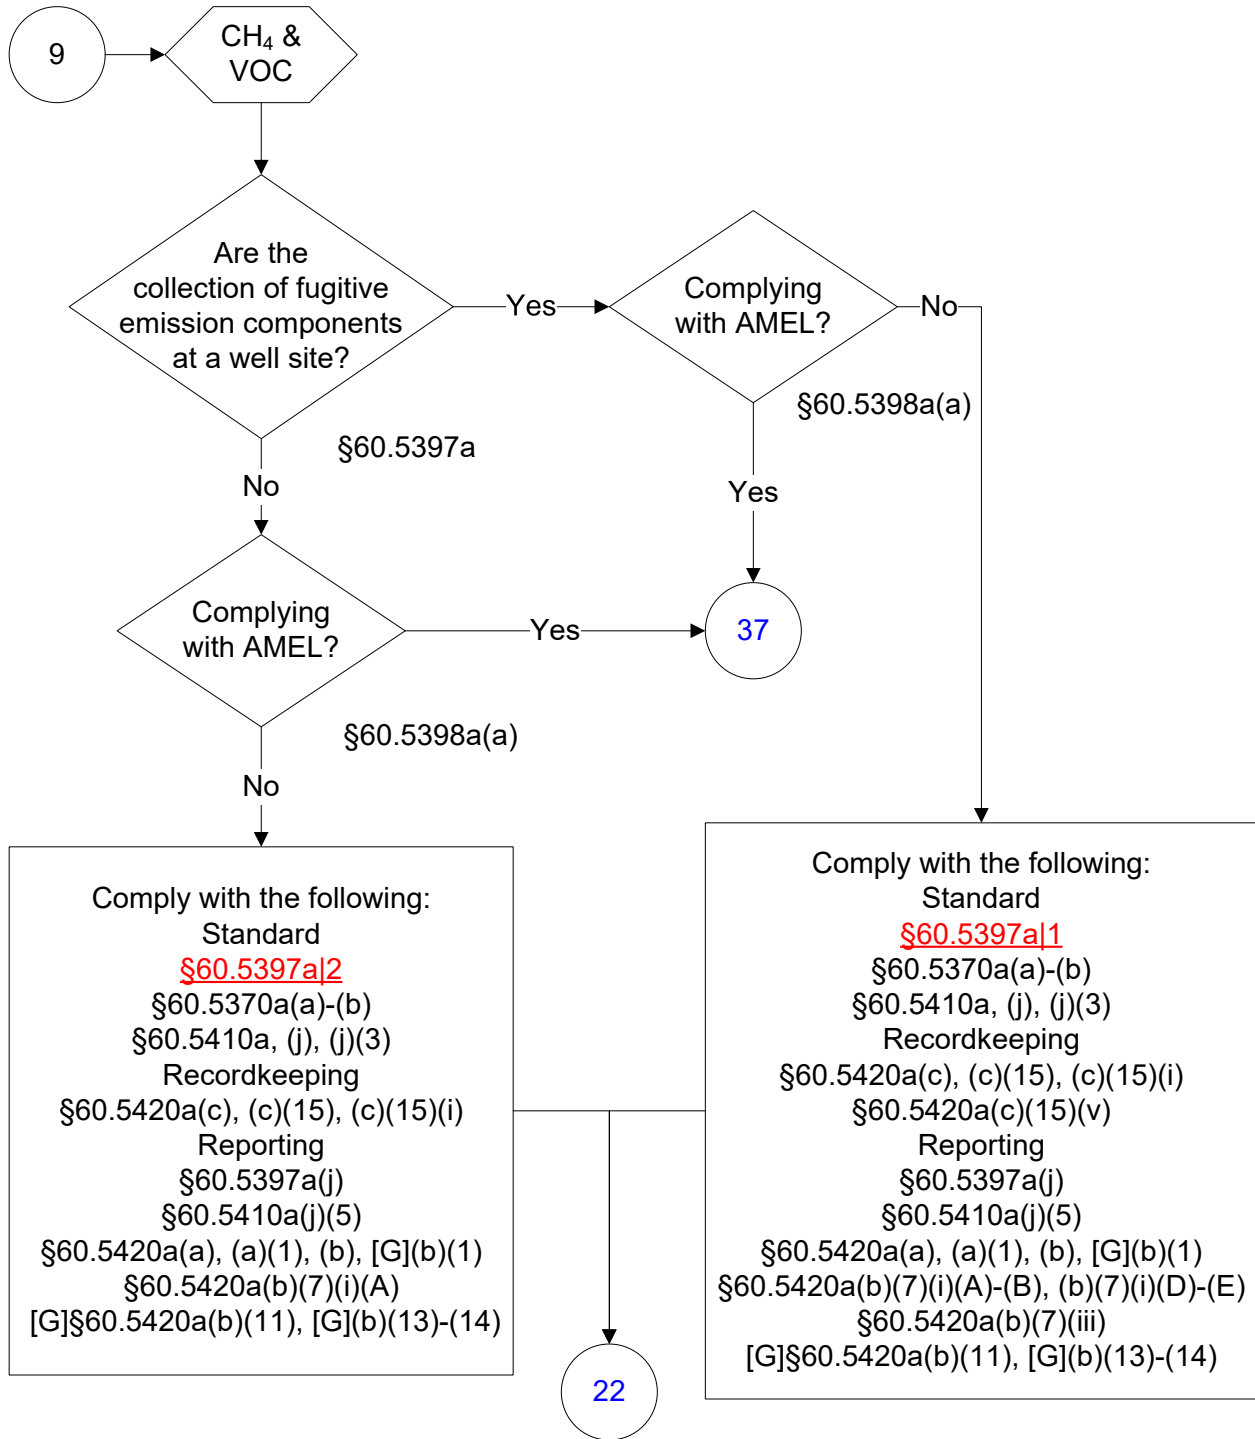 9
CH₄ &
VOC
Are the
collection of fugitive
emission components
at a well site?
Yes
Complying
with AMEL?
No
§60.5398a(a)
§60.5397a
No
Yes
Complying
with AMEL?
Yes
37
§60.5398a(a)
No
Comply with the following:
Standard
§60.5397a|2
§60.5370a(a)-(b)
§60.5410a, (j), (j)(3)
Recordkeeping
§60.5420a(c), (c)(15), (c)(15)(i)
Reporting
§60.5397a(j)
§60.5410a(j)(5)
§60.5420a(a), (a)(1), (b), [G](b)(1)
§60.5420a(b)(7)(i)(A)
[G]§60.5420a(b)(11), [G](b)(13)-(14)
Comply with the following:
Standard
§60.5397a|1
§60.5370a(a)-(b)
§60.5410a, (j), (j)(3)
Recordkeeping
§60.5420a(c), (c)(15), (c)(15)(i)
§60.5420a(c)(15)(v)
Reporting
§60.5397a(j)
§60.5410a(j)(5)
§60.5420a(a), (a)(1), (b), [G](b)(1)
§60.5420a(b)(7)(i)(A)-(B), (b)(7)(i)(D)-(E)
§60.5420a(b)(7)(iii)
[G]§60.5420a(b)(11), [G](b)(13)-(14)
22